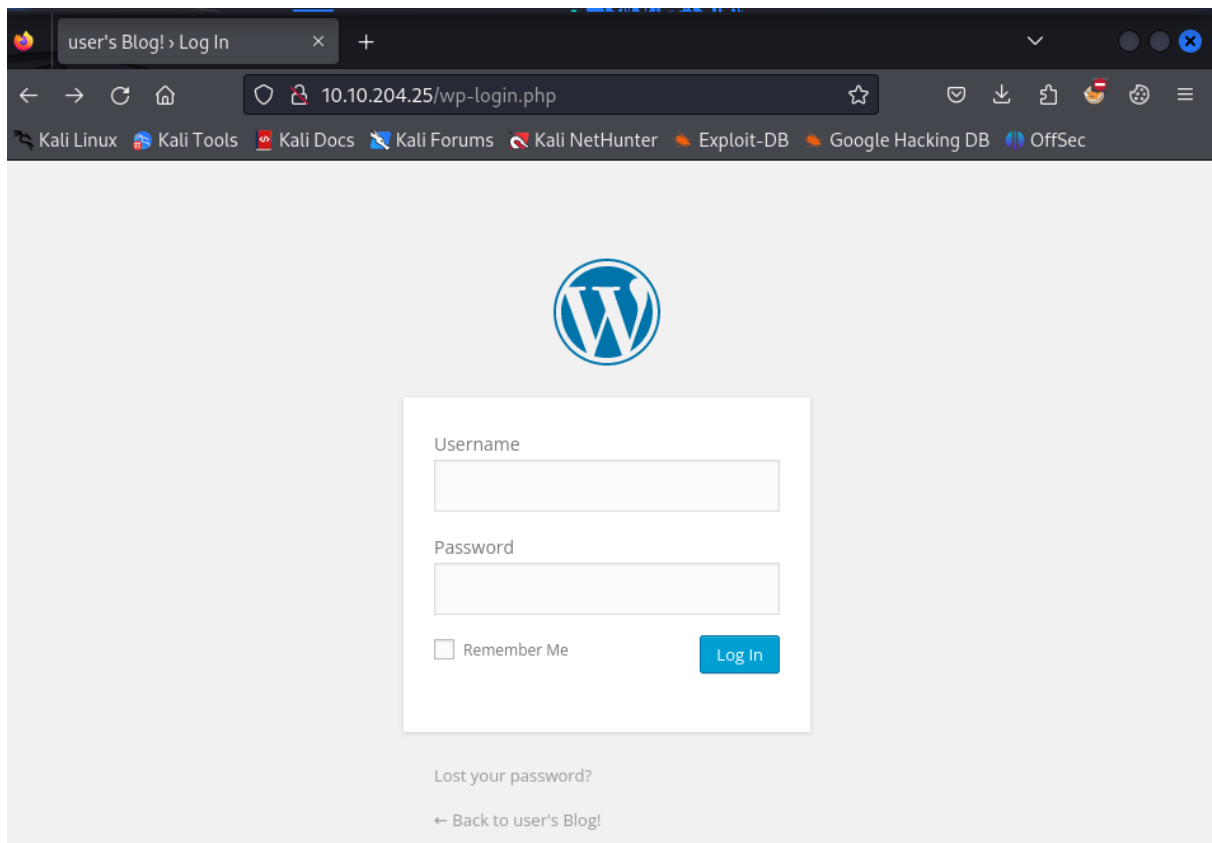 user's Blog! › Log In
10.10.204.25/wp-login.php
Kali Linux Kali Tools Kali Docs Kali Forums Kali NetHunter Exploit-DB Google Hacking DB OffSec
Username
Password
Remember Me Log In
Lost your password?
← Back to user's Blog!